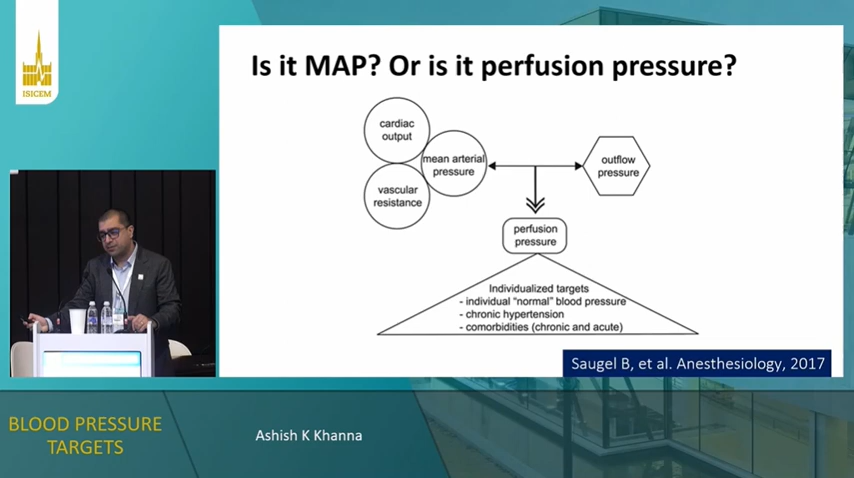 ISICEM
Is it MAP? Or is it perfusion pressure?
cardiac
output
mean arterial
pressure
vascular
resistance
outflow
pressure
perfusion
pressure
Individualized targets
- individual “normal” blood pressure
- chronic hypertension
- comorbidities (chronic and acute)
Saugel B, et al. Anesthesiology, 2017
BLOOD PRESSURE
TARGETS
Ashish K Khanna